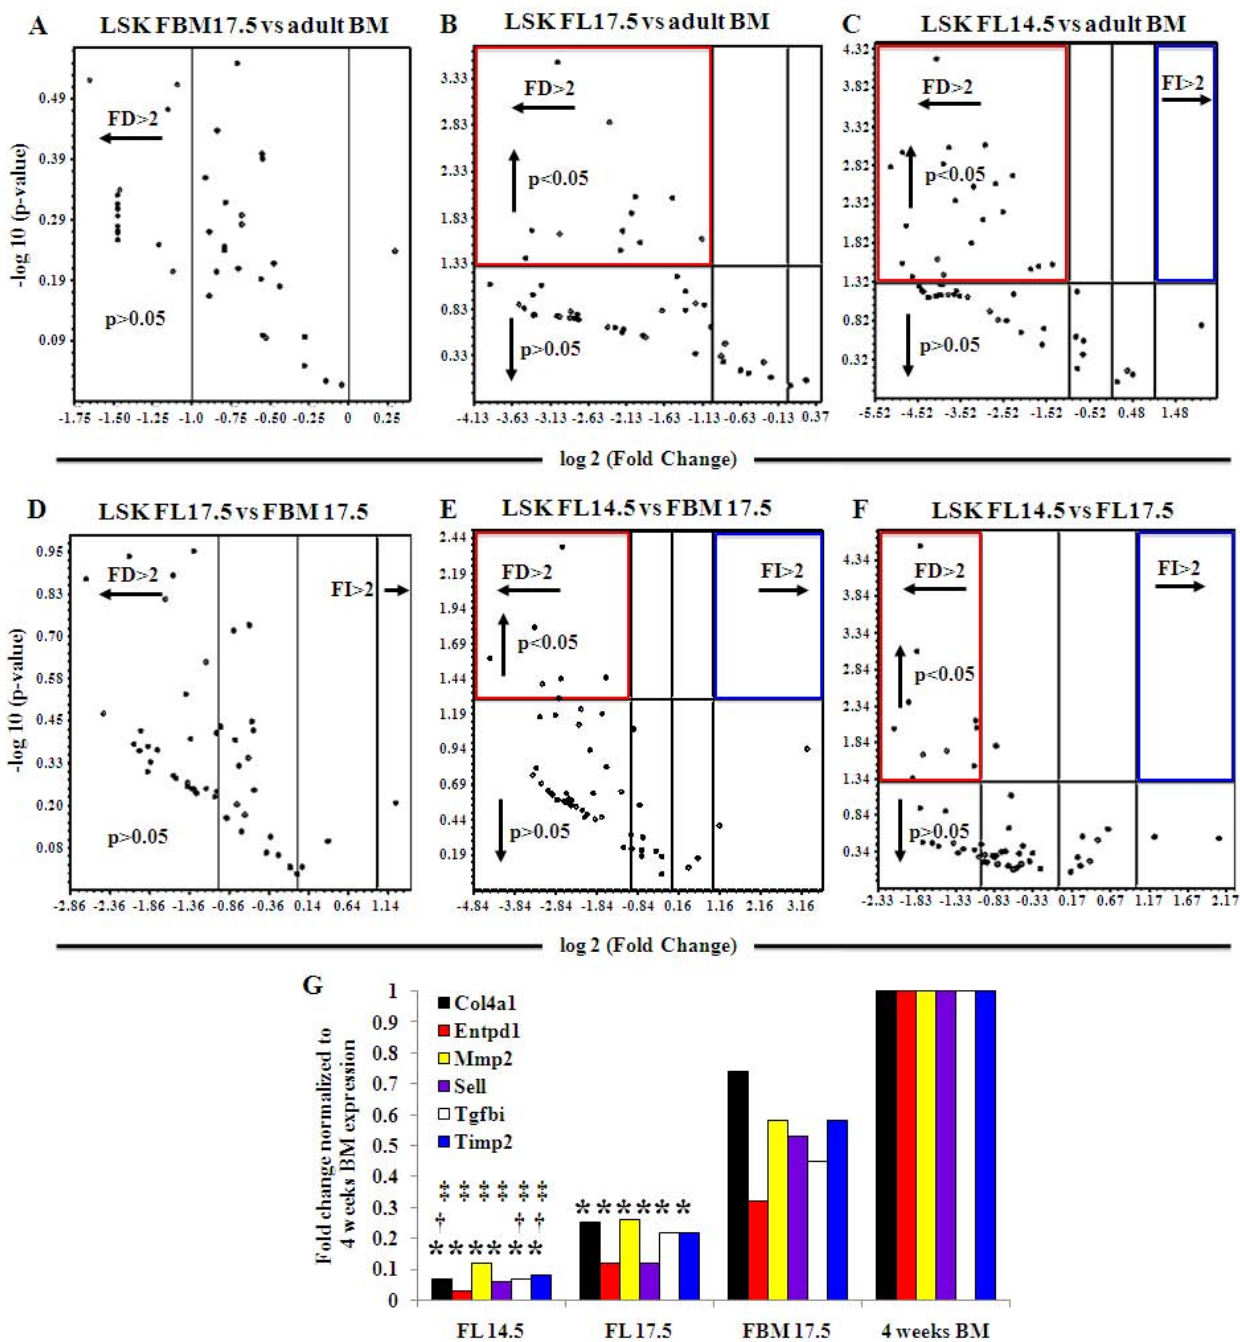 A LSK FBM17.5 vs adult BM
B LSK FL17.5 vs adult BM
C LSK FL14.5 vs adult BM
-log 10 (p-value)
0.49
0.39
0.29
0.19
0.09
FD>2
p>0.05
-1.75 -1.50 -1.25 -1.00 -0.75 -0.50 -0.25 0 0.25
3.33
2.83
2.33
1.83
1.33
0.83
0.33
FD>2
p<0.05
p>0.05
-4.13 -3.63 -3.13 -2.63 -2.13 -1.63 -1.13 -0.63 -0.13 0.37
4.32
3.82
3.32
2.82
2.32
1.82
1.32
0.82
0.32
FD>2
FI>2
p<0.05
p>0.05
-5.52 -4.52 -3.52 -2.52 -1.52 -0.52 0.48 1.48
log 2 (Fold Change)
D LSK FL17.5 vs FBM 17.5
E LSK FL14.5 vs FBM 17.5
F LSK FL14.5 vs FL17.5
-log 10 (p-value)
0.95
0.83
0.70
0.58
0.45
0.33
0.20
0.08
FD>2
FI>2
p>0.05
-2.86 -2.36 -1.86 -1.36 -0.86 -0.36 0.14 0.64 1.14
2.44
2.19
1.94
1.69
1.44
1.19
0.94
0.69
0.44
0.19
FD>2
FI>2
p<0.05
p>0.05
-4.84 -3.84 -2.84 -1.84 -0.84 0.16 1.16 2.16 3.16
4.34
3.84
3.34
2.84
2.34
1.84
1.34
0.84
0.34
FD>2
FI>2
p<0.05
p>0.05
-2.33 -1.83 -1.33 -0.83 -0.33 0.17 0.67 1.17 1.67 2.17
log 2 (Fold Change)
G
Fold change normalized to
4 weeks BM expression
1
0.9
0.8
0.7
0.6
0.5
0.4
0.3
0.2
0.1
0
Col4a1
Entpd1
Mmp2
Sell
Tgfbi
Timp2
‡ ‡ ‡ ‡ ‡ ‡
† † †
* * * * * *
* * * * * *
FL 14.5 FL 17.5 FBM 17.5 4 weeks BM